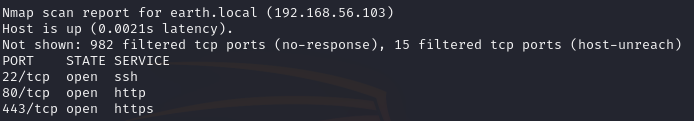 Nmap scan report for earth.local (192.168.56.103)
Host is up (0.0021s latency).
Not shown: 982 filtered tcp ports (no-response), 15 filtered tcp ports (host-unreach)
PORT    STATE SERVICE
22/tcp  open  ssh
80/tcp  open  http
443/tcp open  https